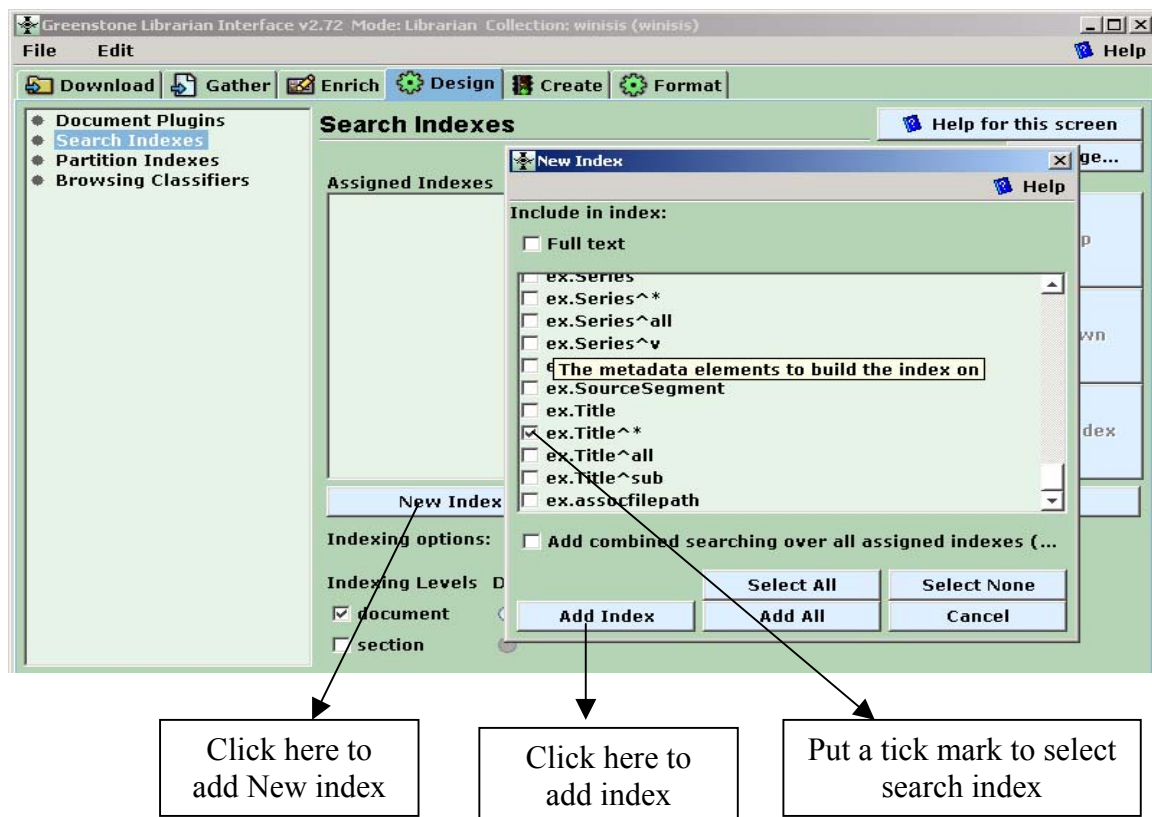 Greenstone Librarian Interface v2.72 Mode: Librarian Collection: winisis (winisis)
File Edit Help
Download Gather Enrich Design Create Format
Document Plugins
Search Indexes
Partition Indexes
Browsing Classifiers
Search Indexes
Help for this screen
ge...
Assigned Indexes
p
wn
dex
New Index
Help
Include in index:
Full text
ex.Series
ex.Series^*
ex.Series^all
ex.Series^v
e
The metadata elements to build the index on
ex.SourceSegment
ex.Title
ex.Title^*
ex.Title^all
ex.Title^sub
ex.assocfilepath
Add combined searching over all assigned indexes (...
Select All Select None
Add Index Add All Cancel
New Index
Indexing options:
Indexing Levels D
document
section
Click here to
add New index
Click here to
add index
Put a tick mark to select
search index